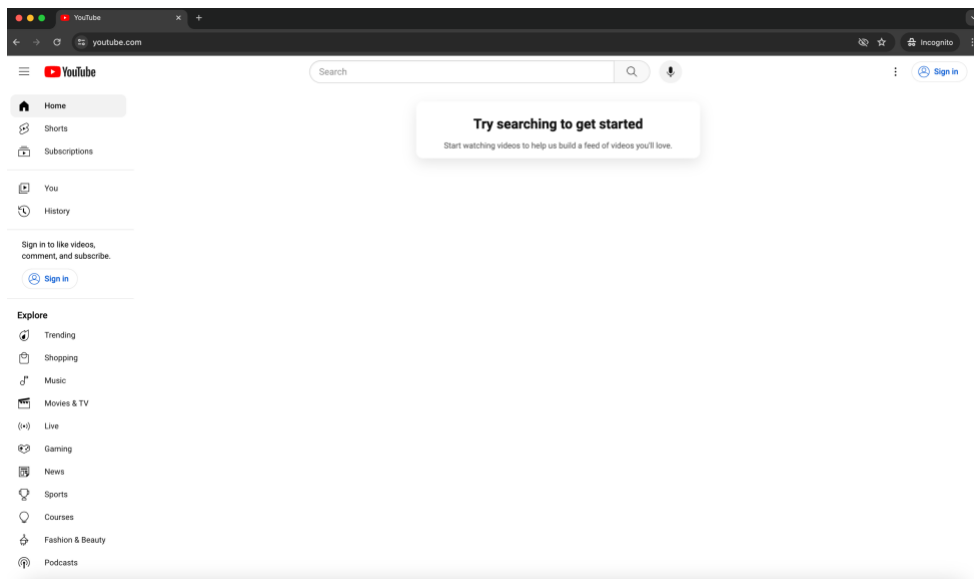 YouTube
youtube.com
Incognito
YouTube
Search
Sign in
Home
Shorts
Subscriptions
You
History
Sign in to like videos,
comment, and subscribe.
Sign in
Explore
Trending
Shopping
Music
Movies & TV
Live
Gaming
News
Sports
Courses
Fashion & Beauty
Podcasts
Try searching to get started
Start watching videos to help us build a feed of videos you'll love.